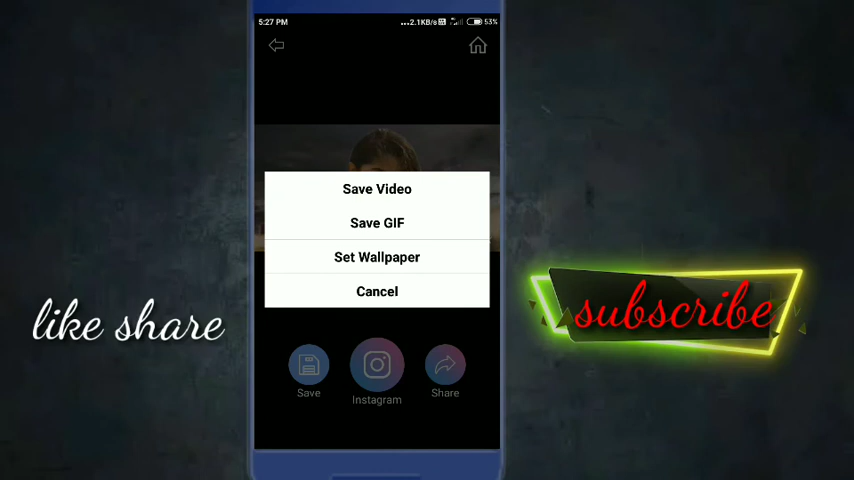 5:27 PM
...2.1KB/s 53%
Save Video
Save GIF
Set Wallpaper
Cancel
like share
subscribe
Save
Instagram
Share